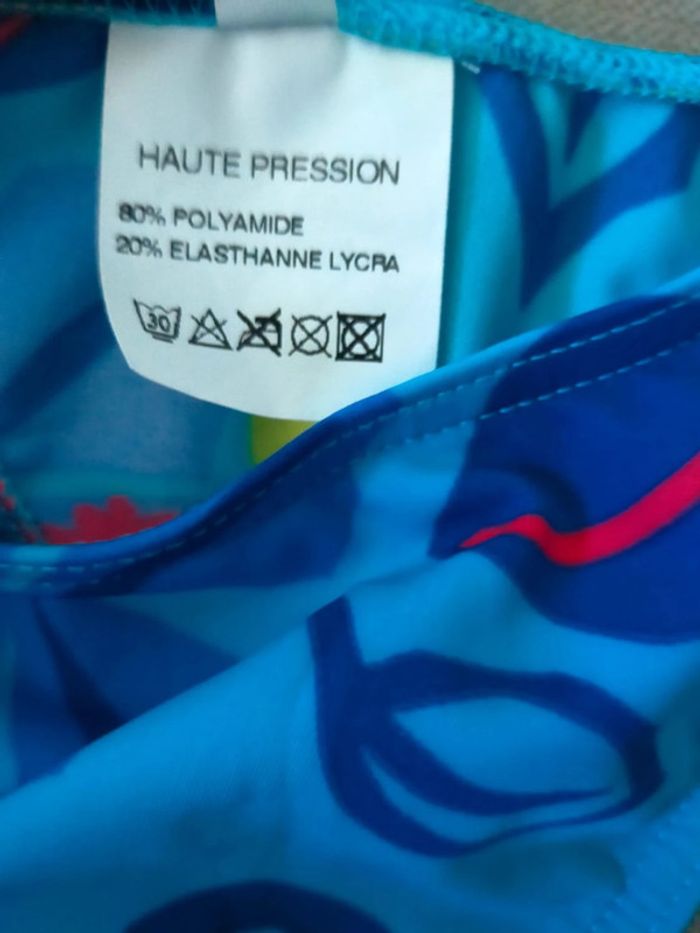 HAUTE PRESSION
80% POLYAMIDE
20% ELASTHANNE LYCRA
30